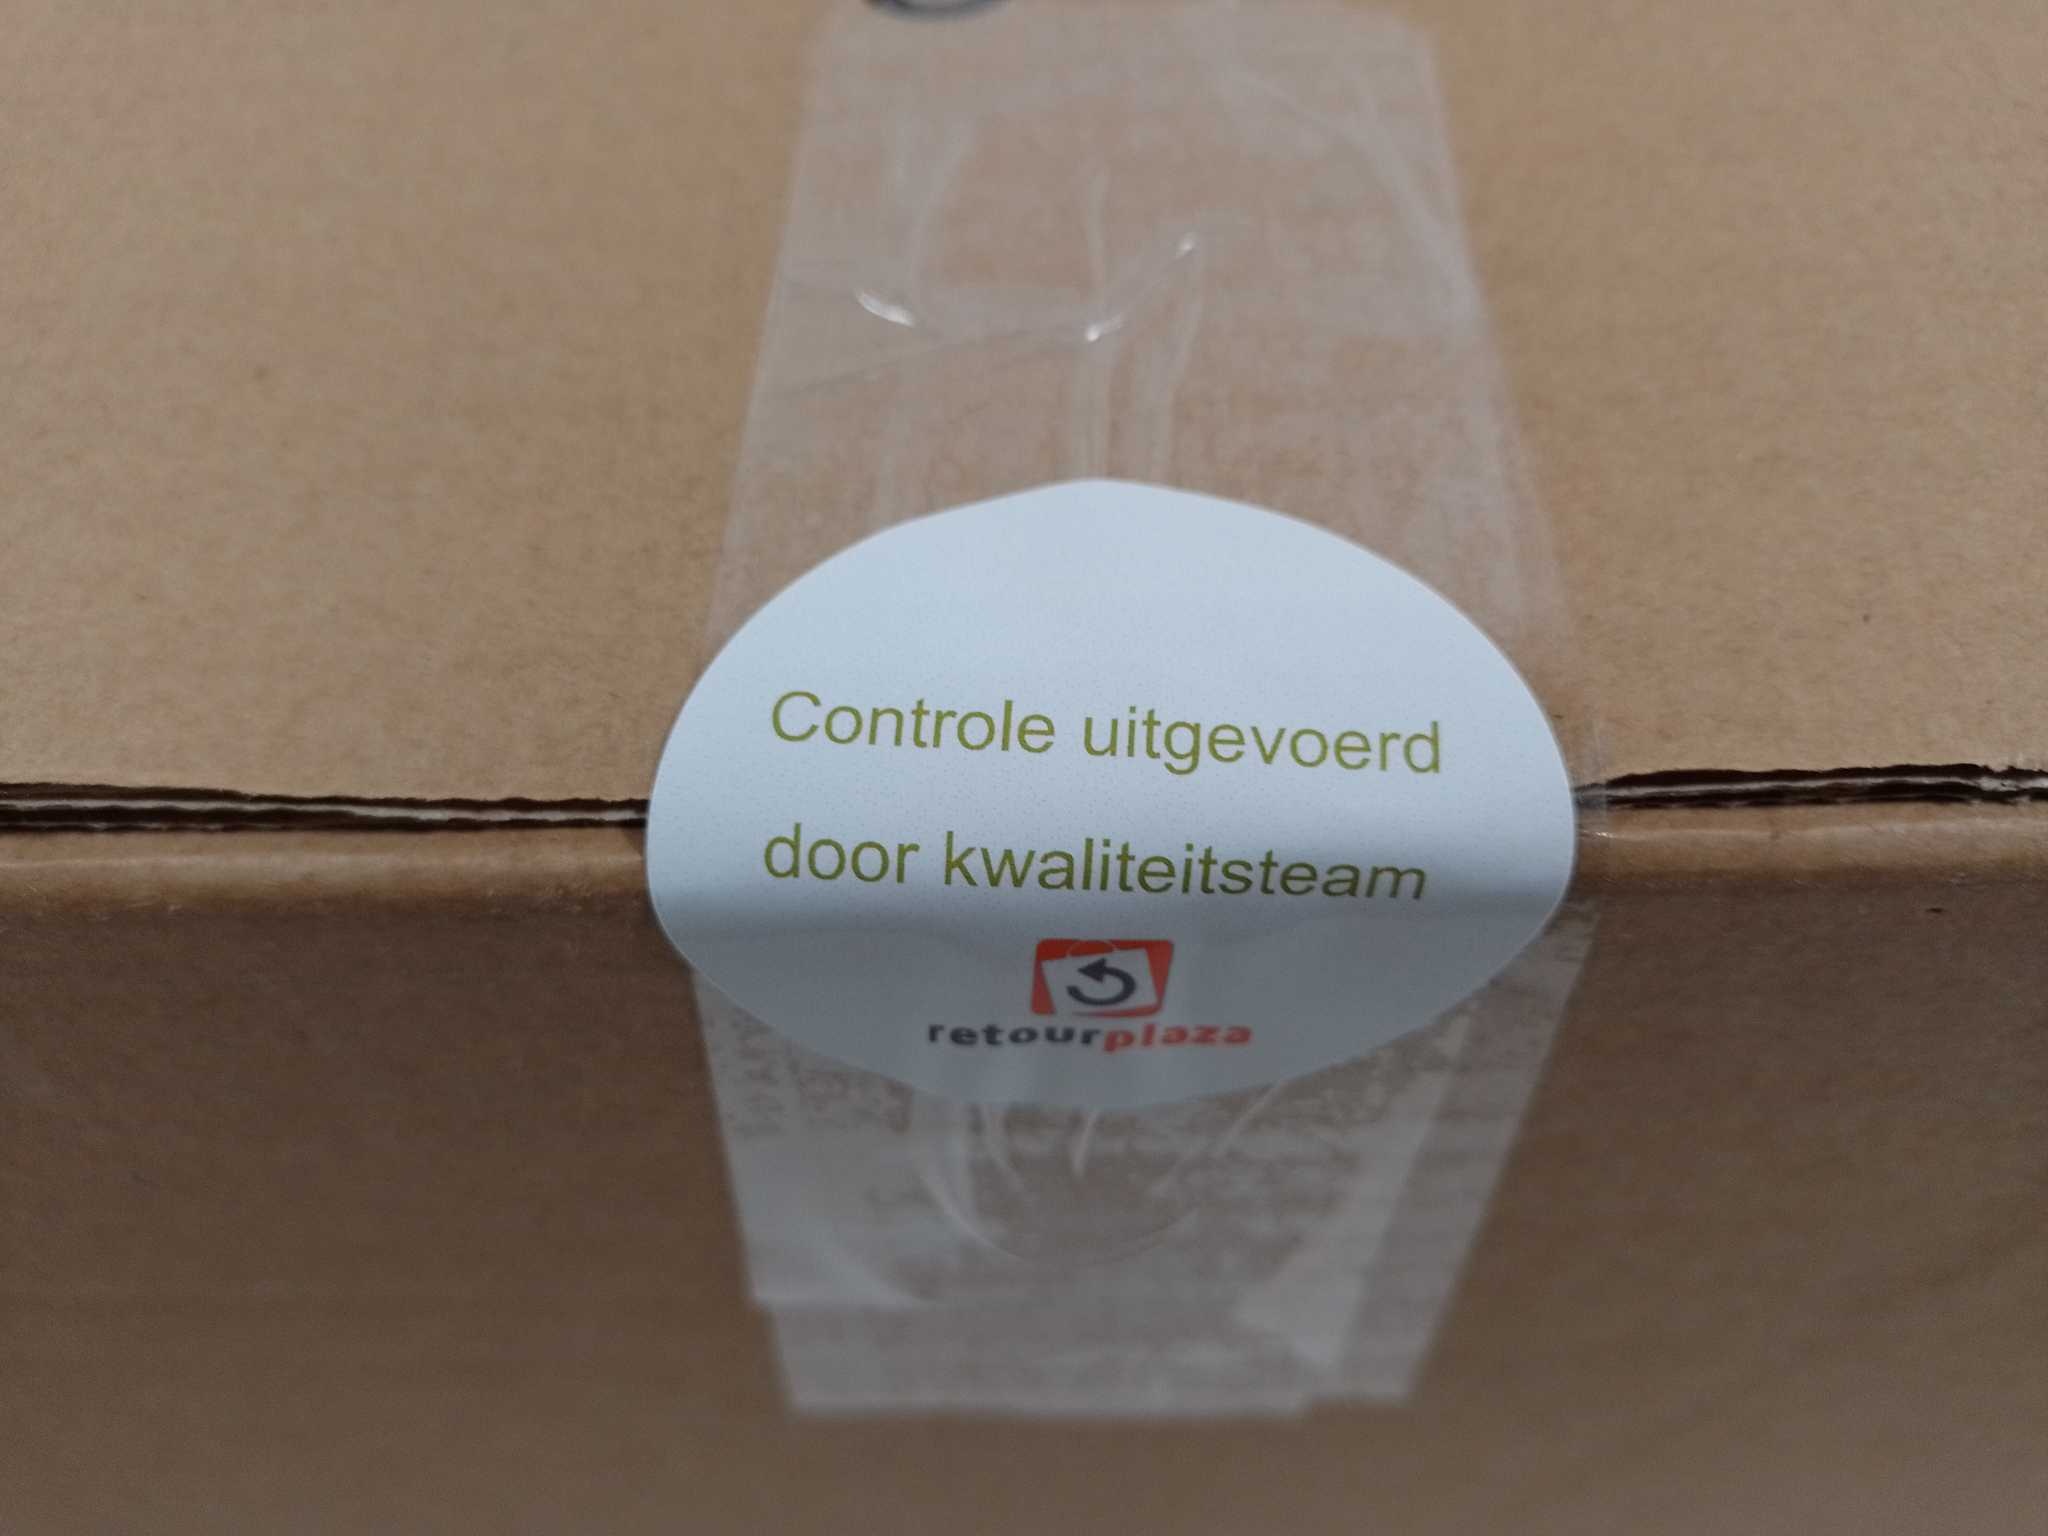 Controle uitgevoerd
door kwaliteitsteam
retourplaza